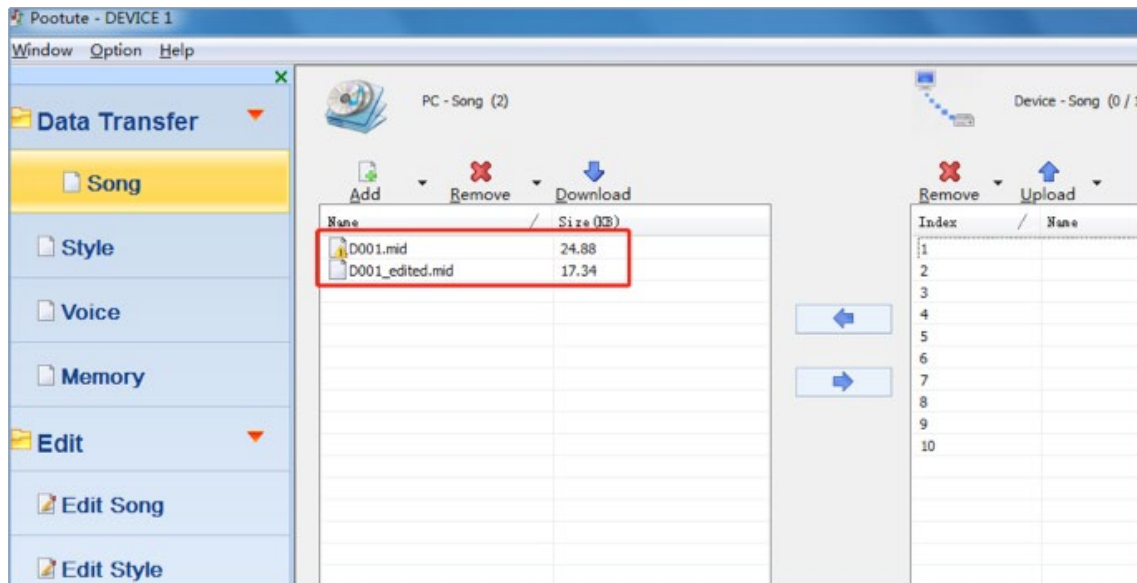 Pootute - DEVICE 1
Window Option Help
Data Transfer
Song
Style
Voice
Memory
Edit
Edit Song
Edit Style
PC - Song (2)
Add Remove Download
Name / Size(KB)
D001.mid 24.88
D001_edited.mid 17.34
Device - Song (0 / 1
Remove Upload
Index / Name
1
2
3
4
5
6
7
8
9
10